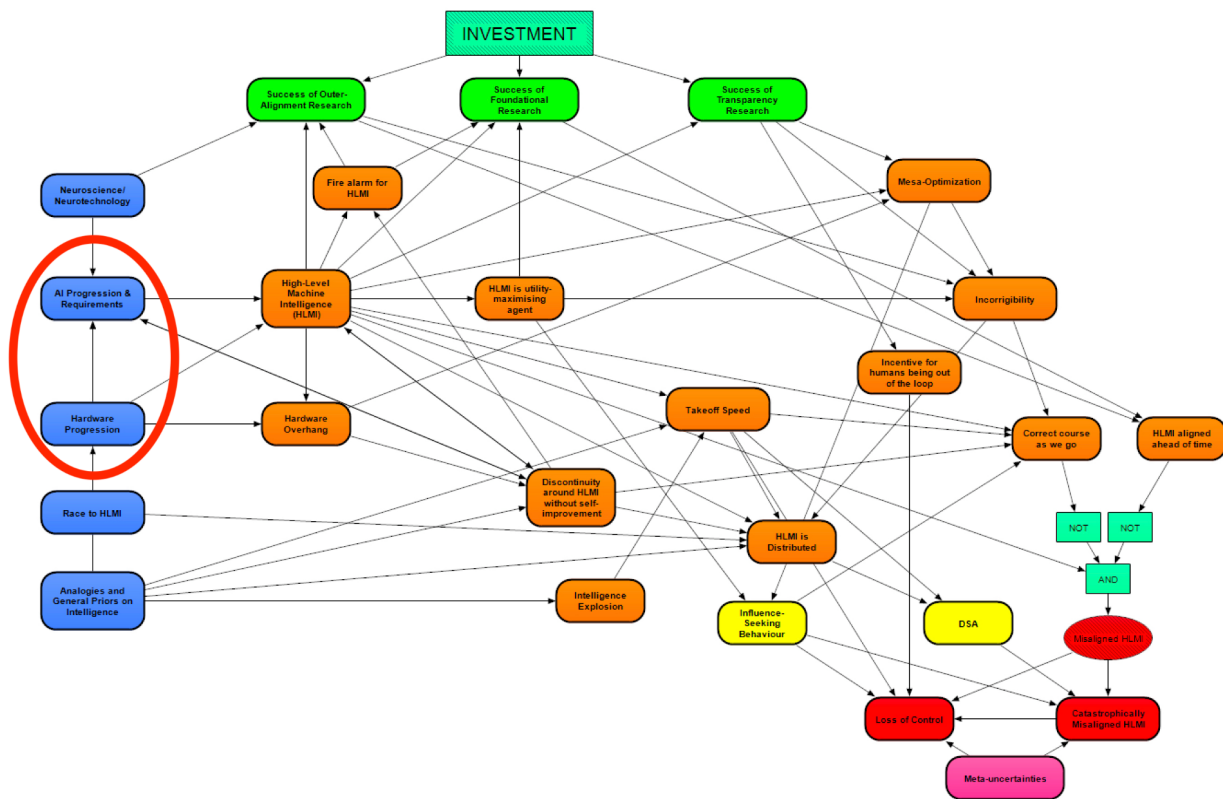 INVESTMENT
Success of Outer-
Alignment Research
Success of
Foundational
Research
Success of
Transparency
Research
Neuroscience/
Neurotechnology
Fire alarm for
HLMI
Mesa-Optimization
AI Progression &
Requirements
High-Level
Machine
Intelligence
(HLMI)
HLMI is utility-
maximising
agent
Incorrigibility
Incentive for
humans being out
of the loop
Hardware
Progression
Hardware
Overhang
Takeoff Speed
Correct course
as we go
HLMI aligned
ahead of time
Race to HLMI
Discontinuity
around HLMI
without self-
improvement
HLMI is
Distributed
NOT
NOT
AND
Analogies and
General Priors on
Intelligence
Intelligence
Explosion
Influence-
Seeking
Behaviour
DSA
Misaligned HLMI
Loss of Control
Catastrophically
Misaligned HLMI
Meta-uncertainties